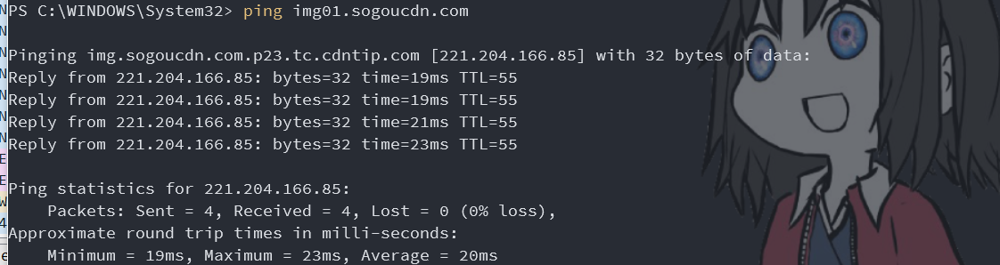 PS C:\WINDOWS\System32> ping img01.sogoucdn.com
Pinging img.sogoucdn.com.p23.tc.cdntip.com [221.204.166.85] with 32 bytes of data:
Reply from 221.204.166.85: bytes=32 time=19ms TTL=55
Reply from 221.204.166.85: bytes=32 time=19ms TTL=55
Reply from 221.204.166.85: bytes=32 time=21ms TTL=55
Reply from 221.204.166.85: bytes=32 time=23ms TTL=55
Ping statistics for 221.204.166.85:
    Packets: Sent = 4, Received = 4, Lost = 0 (0% loss),
Approximate round trip times in milli-seconds:
    Minimum = 19ms, Maximum = 23ms, Average = 20ms